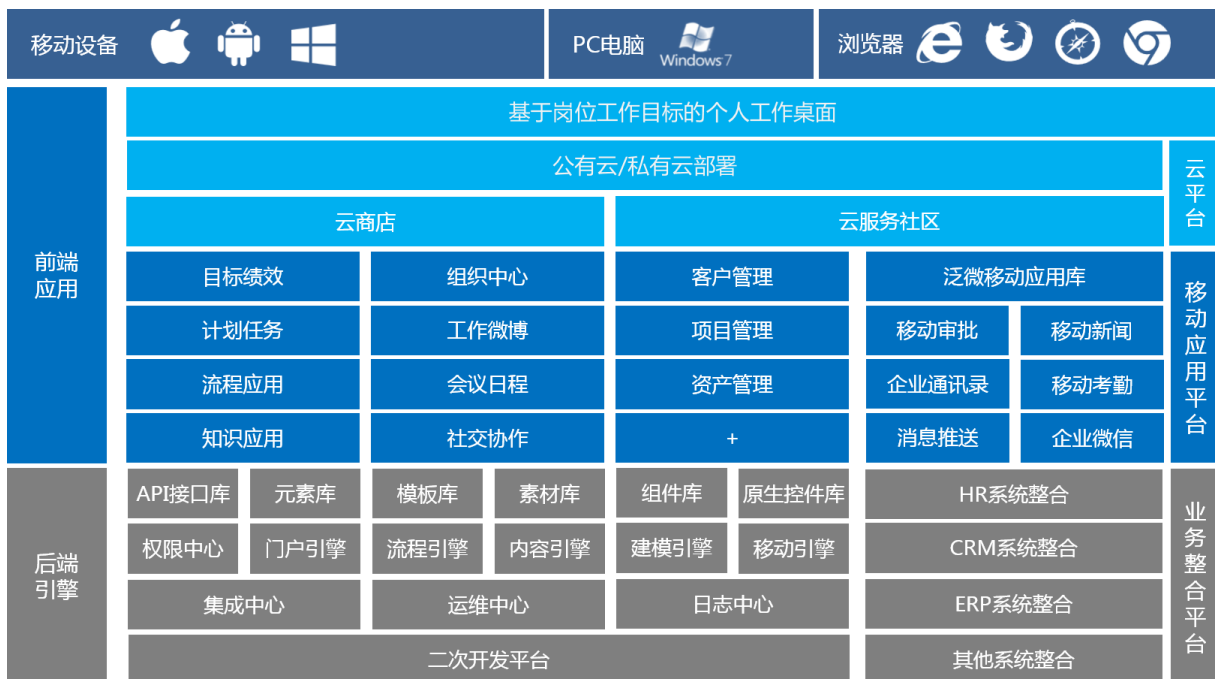 移动设备
PC电脑
Windows 7
浏览器
前端
应用
基于岗位工作目标的个人工作桌面
公有云/私有云部署
云商店
云服务社区
云平台
目标绩效
组织中心
客户管理
泛微移动应用库
计划任务
工作微博
项目管理
移动审批
移动新闻
流程应用
会议日程
资产管理
企业通讯录
移动考勤
知识应用
社交协作
+
消息推送
企业微信
移动应用平台
后端
引擎
API接口库
元素库
模板库
素材库
组件库
原生控件库
HR系统整合
权限中心
门户引擎
流程引擎
内容引擎
建模引擎
移动引擎
CRM系统整合
集成中心
运维中心
日志中心
ERP系统整合
二次开发平台
其他系统整合
业务整合平台